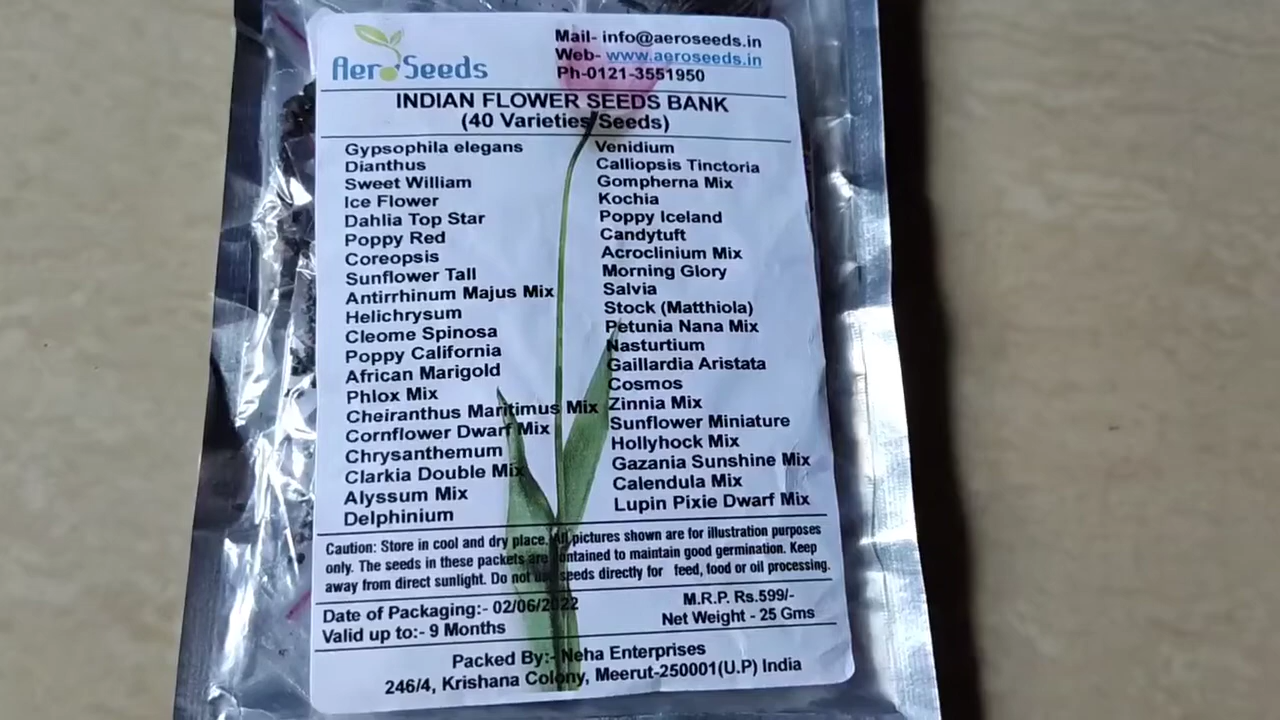 AeroSeeds
Mail- info@aeroseeds.in
Web- www.aeroseeds.in
Ph-0121-3551950
INDIAN FLOWER SEEDS BANK
(40 Varieties Seeds)
Gypsophila elegans
Dianthus
Sweet William
Ice Flower
Dahlia Top Star
Poppy Red
Coreopsis
Sunflower Tall
Antirrhinum Majus Mix
Helichrysum
Cleome Spinosa
Poppy California
African Marigold
Phlox Mix
Cheiranthus Maritimus Mix
Cornflower Dwarf Mix
Chrysanthemum
Clarkia Double Mix
Alyssum Mix
Delphinium
Venidium
Calliopsis Tinctoria
Gompherna Mix
Kochia
Poppy Iceland
Candytuft
Acroclinium Mix
Morning Glory
Salvia
Stock (Matthiola)
Petunia Nana Mix
Nasturtium
Gaillardia Aristata
Cosmos
Zinnia Mix
Sunflower Miniature
Hollyhock Mix
Gazania Sunshine Mix
Calendula Mix
Lupin Pixie Dwarf Mix
Caution: Store in cool and dry place. All pictures shown are for illustration purposes
only. The seeds in these packets are contained to maintain good germination. Keep
away from direct sunlight. Do not use seeds directly for feed, food or oil processing.
Date of Packaging:- 02/06/2022
Valid up to:- 9 Months
M.R.P. Rs.599/-
Net Weight - 25 Gms
Packed By:- Neha Enterprises
246/4, Krishana Colony, Meerut-250001(U.P) India